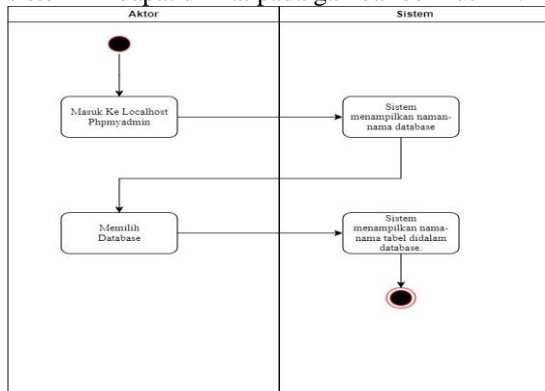 Aktor
Sistem
Masuk Ke Localhost
Phpmyadmin
Sistem
menampilkan naman-
nama database
Memilih
Database
Sistem
menampilkan nama-
nama tabel didalam
database.